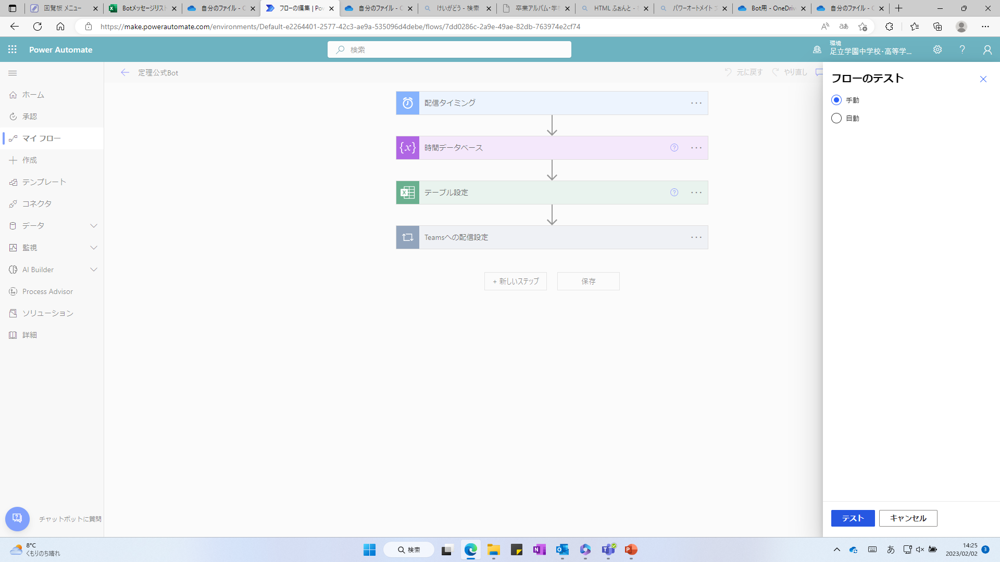 回覧板 メニュー
Botメッセージリスト
自分のファイル - O
フローの編集 | Pow
自分のファイル - O
けいがどう - 検索
卒業アルバム・学
HTML ふぉんと -
パワーオートメイト
Bot用 - OneDriv
自分のファイル - O
https://make.powerautomate.com/environments/Default-e2264401-2577-42c3-ae9a-535096d4debe/flows/7dd0286c-2a9e-49ae-82db-763974e2cf74
Power Automate
検索
環境
足立学園中学校・高等学...
定理公式Bot
元に戻す
やり直し
ホーム
承認
マイ フロー
作成
テンプレート
コネクタ
データ
監視
AI Builder
Process Advisor
ソリューション
詳細
チャットボットに質問
配信タイミング
時間データベース
テーブル設定
Teamsへの配信設定
+ 新しいステップ
保存
フローのテスト
手動
自動
テスト
キャンセル
8°C
くもりのち晴れ
検索
あ
14:25
2023/02/02
3